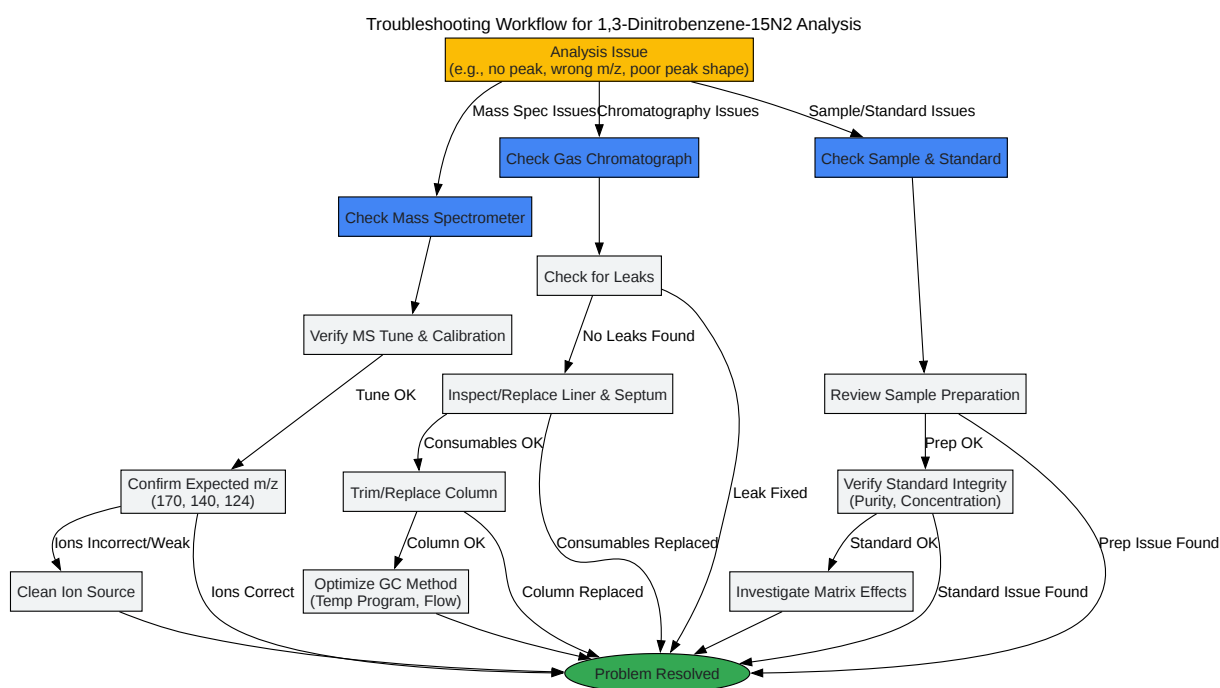 Troubleshooting Workflow for 1,3-Dinitrobenzene-15N2 Analysis
Analysis Issue
(e.g., no peak, wrong m/z, poor peak shape)
Mass Spec Issues
Chromatography Issues
Sample/Standard Issues
Check Gas Chromatograph
Check Sample & Standard
Check Mass Spectrometer
Check for Leaks
Verify MS Tune & Calibration
No Leaks Found
Tune OK
Inspect/Replace Liner & Septum
Review Sample Preparation
Consumables OK
Prep OK
Confirm Expected m/z
(170, 140, 124)
Trim/Replace Column
Leak Fixed
Verify Standard Integrity
(Purity, Concentration)
Ions Incorrect/Weak
Column OK
Consumables Replaced
Standard OK
Prep Issue Found
Clean Ion Source
Ions Correct
Optimize GC Method
(Temp Program, Flow)
Column Replaced
Investigate Matrix Effects
Standard Issue Found
Problem Resolved